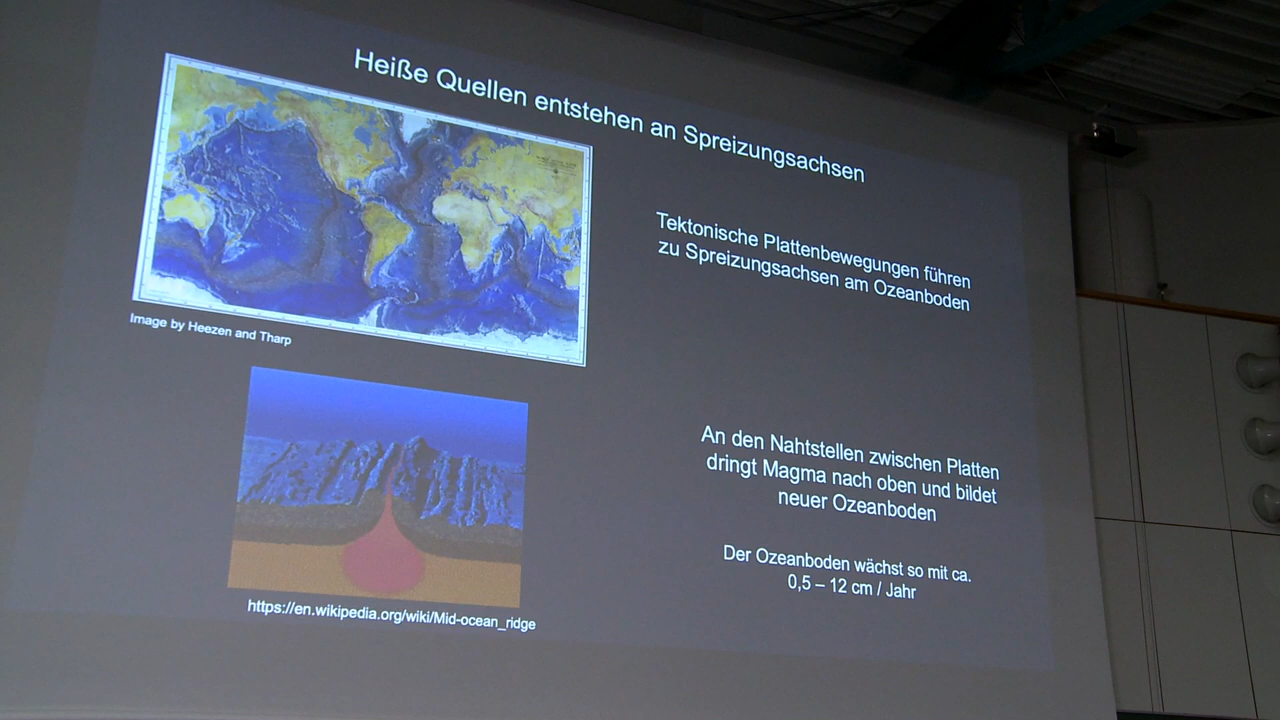 Heiße Quellen entstehen an Spreizungsachsen
Tektonische Plattenbewegungen führen
zu Spreizungsachsen am Ozeanboden
Image by Heezen and Tharp
An den Nahtstellen zwischen Platten
dringt Magma nach oben und bildet
neuer Ozeanboden
Der Ozeanboden wächst so mit ca.
0,5 – 12 cm / Jahr
https://en.wikipedia.org/wiki/Mid-ocean_ridge